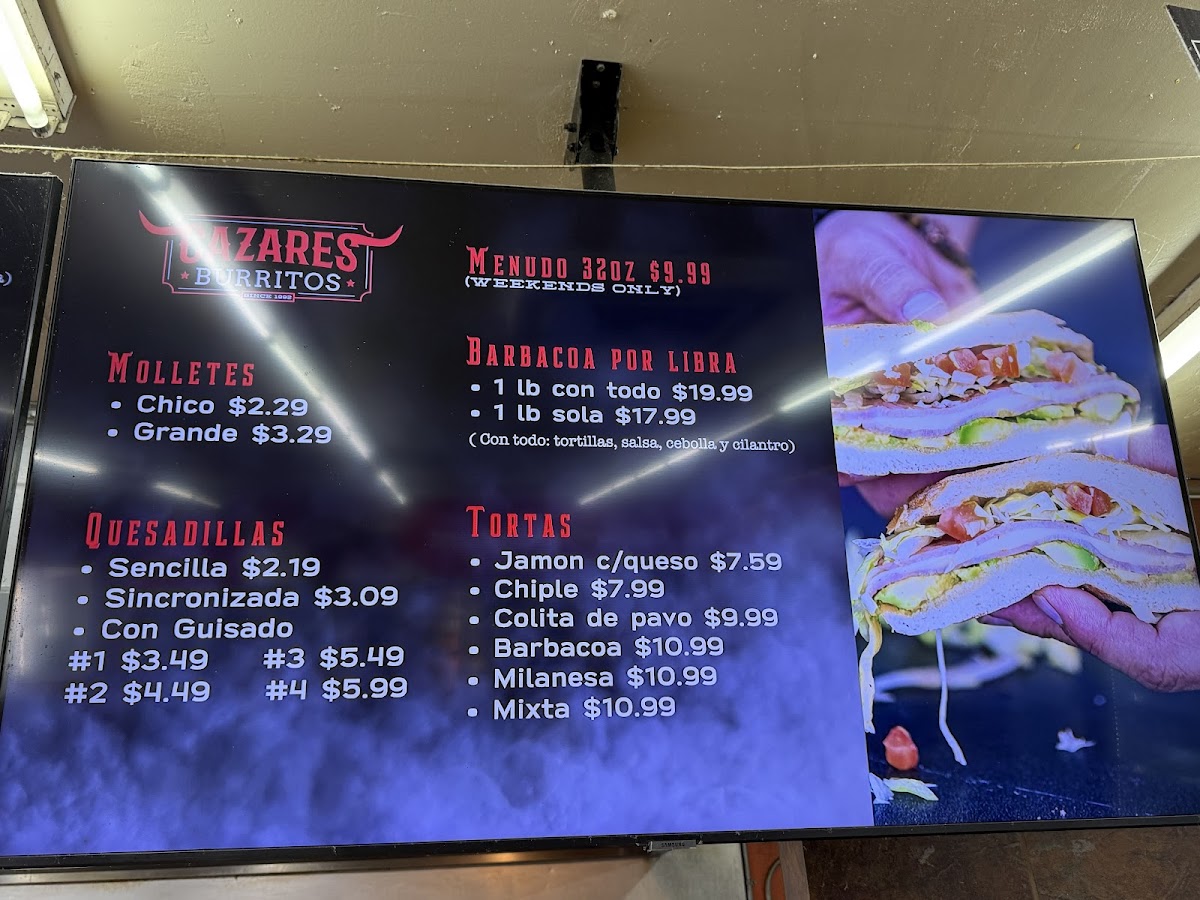 CAZARES
BURRITOS
SINCE 1992
MOLLETES
• Chico $2.29
• Grande $3.29
QUESADILLAS
• Sencilla $2.19
• Sincronizada $3.09
• Con Guisado
#1 $3.49 #3 $5.49
#2 $4.49 #4 $5.99
MENUDO 32OZ $9.99
(WEEKENDS ONLY)
BARBACOA POR LIBRA
• 1 lb con todo $19.99
• 1 lb sola $17.99
( Con todo: tortillas, salsa, cebolla y cilantro)
TORTAS
• Jamon c/queso $7.59
• Chiple $7.99
• Colita de pavo $9.99
• Barbacoa $10.99
• Milanesa $10.99
• Mixta $10.99
SAMSUNG